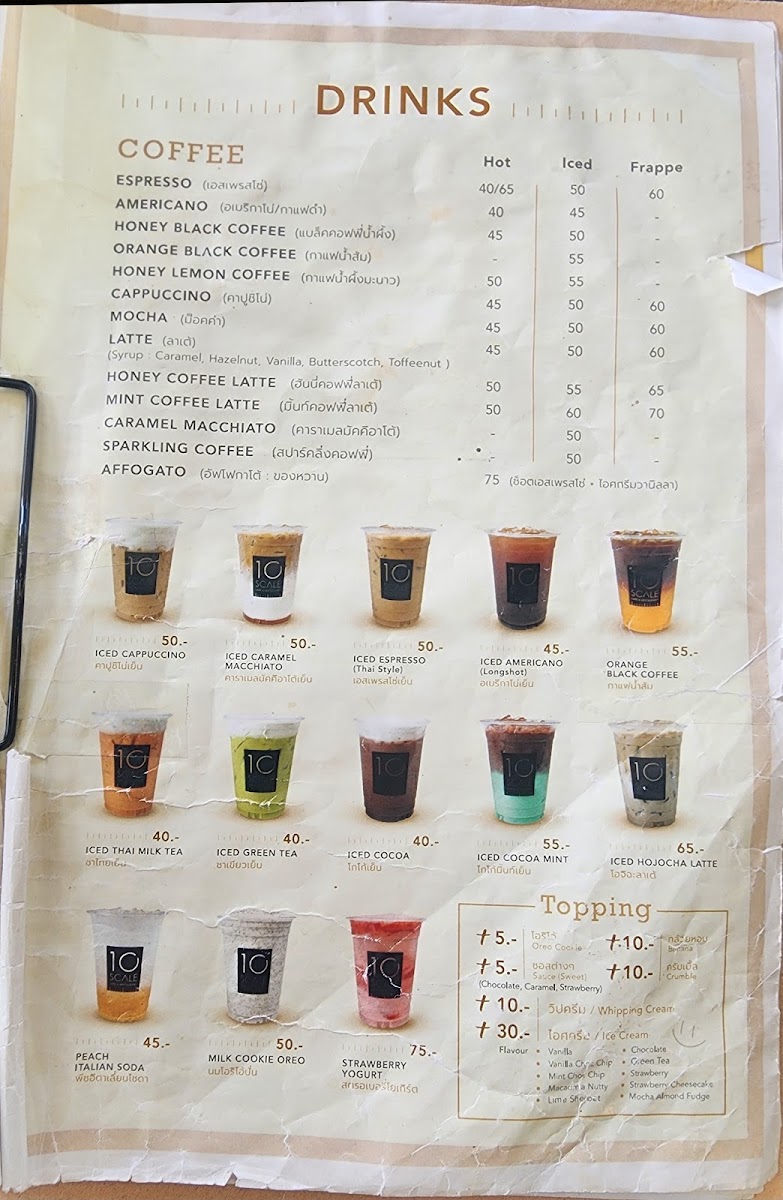 DRINKS
COFFEE Hot Iced Frappe
ESPRESSO (เอสเพรสโซ่) 40/65 50 60
AMERICANO (อเมริกาโน่/กาแฟดำ) 40 45 -
HONEY BLACK COFFEE (แบล็คคอฟฟี่น้ำผึ้ง) 45 50 -
ORANGE BLACK COFFEE (กาแฟน้ำส้ม) - 55 -
HONEY LEMON COFFEE (กาแฟน้ำผึ้งมะนาว) 50 55 -
CAPPUCCINO (คาปูชิโน่) 45 50 60
MOCHA (ม๊อคค่า) 45 50 60
LATTE (ลาเต้) 45 50 60
(Syrup : Caramel, Hazelnut, Vanilla, Butterscotch, Toffeenut )
HONEY COFFEE LATTE (ฮันนี่คอฟฟี่ลาเต้) 50 55 65
MINT COFFEE LATTE (มิ้นท์คอฟฟี่ลาเต้) 50 60 70
CARAMEL MACCHIATO (คาราเมลมัคคิอาโต้) - 50 -
SPARKLING COFFEE (สปาร์คลิ่งคอฟฟี่) - 50 -
AFFOGATO (อัฟโฟกาโต้ : ของหวาน) 75 (ช็อตเอสเพรสโซ่ + ไอศกรีมวานิลลา)
10 SCALE
50.-
ICED CAPPUCCINO
คาปูชิโน่เย็น
50.-
ICED CARAMEL
MACCHIATO
คาราเมลมัคคิอาโต้เย็น
50.-
ICED ESPRESSO
(Thai Style)
เอสเพรสโซ่เย็น
45.-
ICED AMERICANO
(Longshot)
อเมริกาโน่เย็น
55.-
ORANGE
BLACK COFFEE
กาแฟน้ำส้ม
40.-
ICED THAI MILK TEA
ชาไทยเย็น
40.-
ICED GREEN TEA
ชาเขียวเย็น
40.-
ICED COCOA
โกโก้เย็น
55.-
ICED COCOA MINT
โกโก้มิ้นท์เย็น
65.-
ICED HOJOCHA LATTE
โฮจิฉะลาเต้
45.-
PEACH
ITALIAN SODA
พีชอิตาเลี่ยนโซดา
50.-
MILK COOKIE OREO
นมโอริโอ้ปั่น
75.-
STRAWBERRY
YOGURT
สตรอเบอร์รี่โยเกิร์ต
Topping
+ 5.- โอริโอ้ Oreo Cookie
+10.- กล้วยหอม Banana
+ 5.- ซอสต่างๆ Sauce (Sweet)
+10.- ครัมเบิ้ล Crumble
(Chocolate, Caramel, Strawberry)
+ 10.- วิปครีม / Whipping Cream
+ 30.- ไอศกรีม / Ice Cream
Flavour
• Vanilla • Chocolate
• Vanilla Choc Chip • Green Tea
• Mint Choc Chip • Strawberry
• Macadamia Nutty • Strawberry Cheesecake
• Lime Sherbet • Mocha Almond Fudge